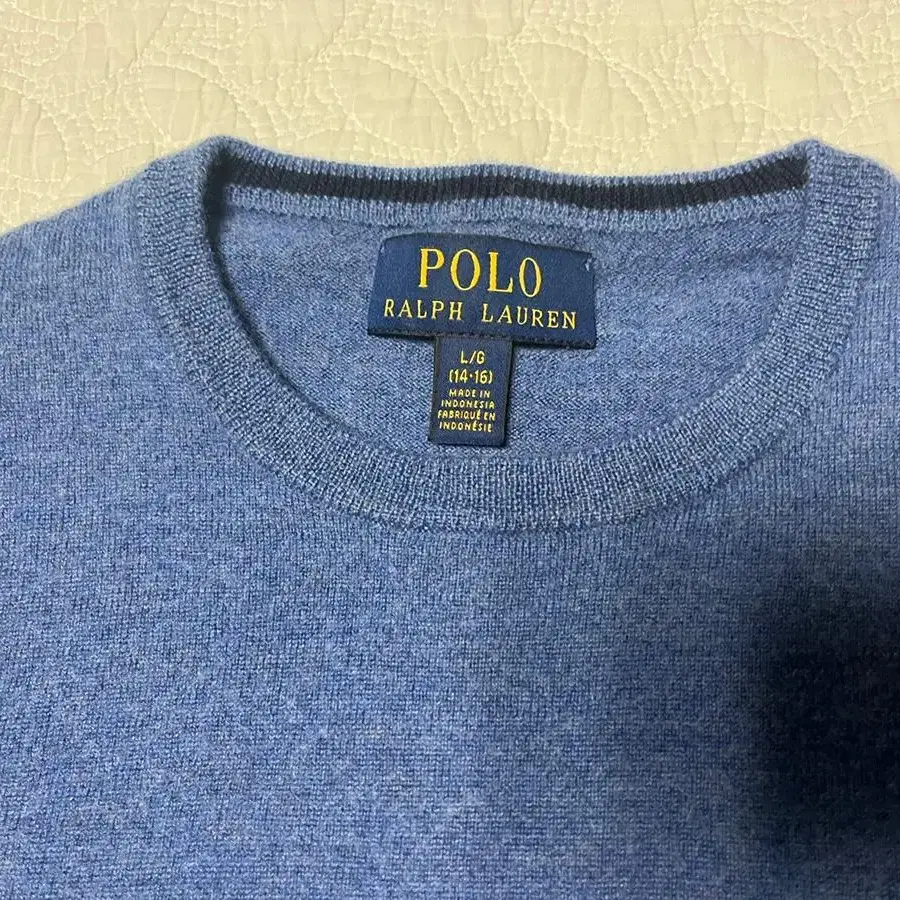 POLO
RALPH LAUREN
L/G
(14•16)
MADE IN
INDONESIA
FABRIQUÉ EN
INDONÉSIE